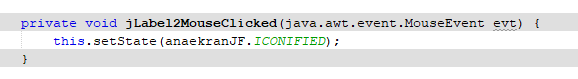 private void jLabel2MouseClicked(java.awt.event.MouseEvent evt) {
this.setState(anaekranJF.ICONIFIED);
}